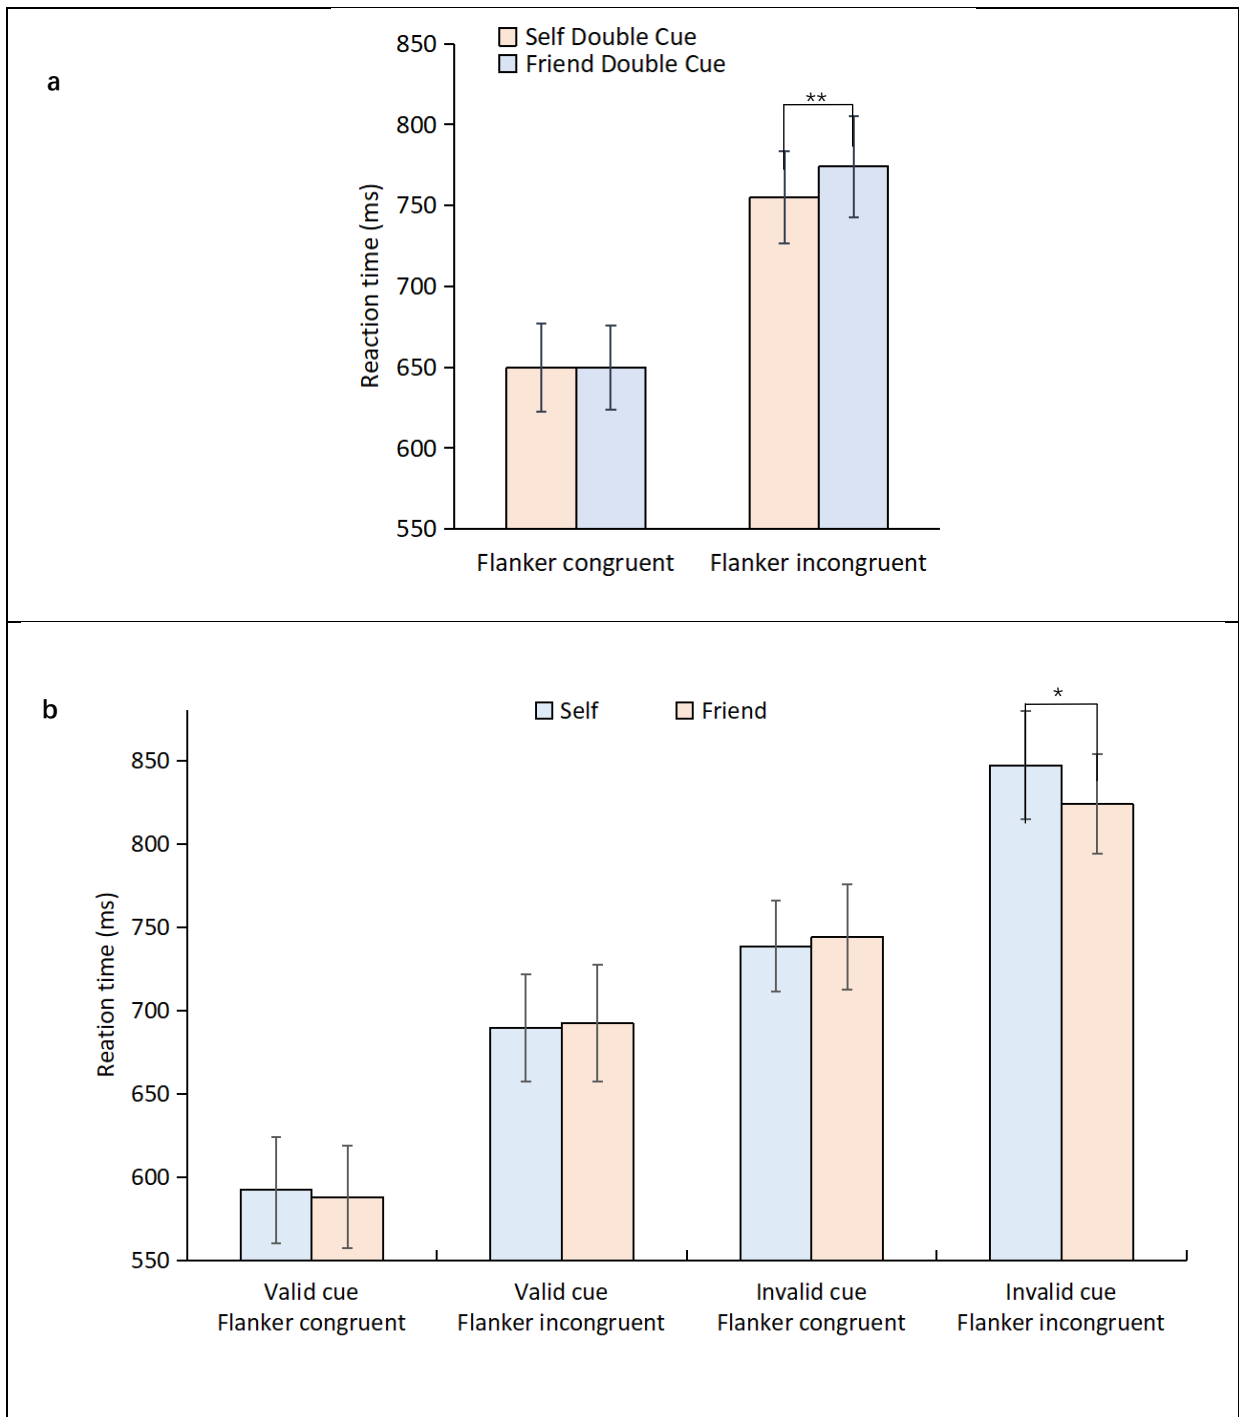 a
Self Double Cue
Friend Double Cue
**
850
800
750
700
650
600
550
Reaction time (ms)
Flanker congruent
Flanker incongruent
b
Self
Friend
*
850
800
750
700
650
600
550
Reation time (ms)
Valid cue
Flanker congruent
Valid cue
Flanker incongruent
Invalid cue
Flanker congruent
Invalid cue
Flanker incongruent